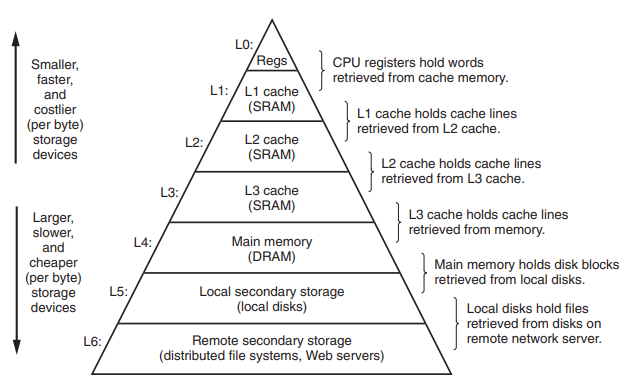 L0:
Regs
CPU registers hold words
retrieved from cache memory.
Smaller,
faster,
and
costlier
(per byte)
storage
devices
L1:
L1 cache
(SRAM)
L1 cache holds cache lines
retrieved from L2 cache.
L2:
L2 cache
(SRAM)
L2 cache holds cache lines
retrieved from L3 cache.
L3:
L3 cache
(SRAM)
L3 cache holds cache lines
retrieved from memory.
Larger,
slower,
and
cheaper
(per byte)
storage
devices
L4:
Main memory
(DRAM)
Main memory holds disk blocks
retrieved from local disks.
L5:
Local secondary storage
(local disks)
Local disks hold files
retrieved from disks on
remote network server.
L6:
Remote secondary storage
(distributed file systems, Web servers)